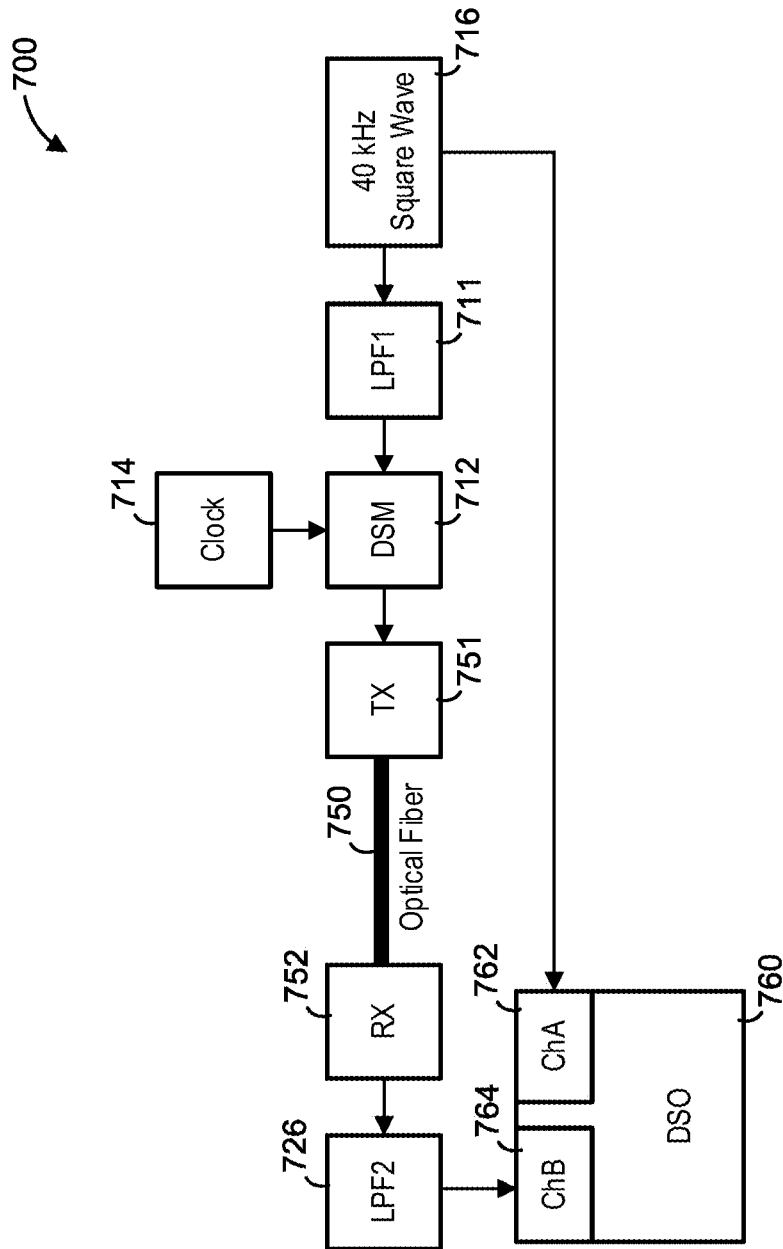 700
716
40 kHz
Square Wave
711
LPF1
714
Clock
712
DSM
751
TX
750
Optical Fiber
752
RX
726
LPF2
762
ChA
764
ChB
760
DSO